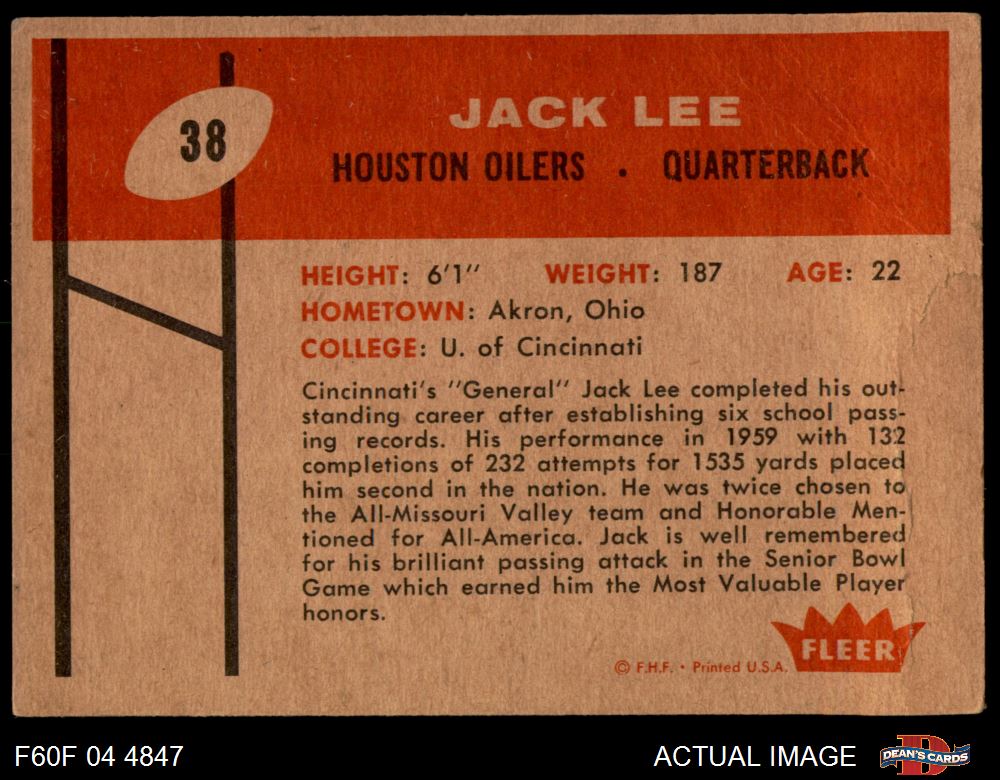 38
JACK LEE
HOUSTON OILERS . QUARTERBACK
HEIGHT: 6'1" WEIGHT: 187 AGE: 22
HOMETOWN: Akron, Ohio
COLLEGE: U. of Cincinnati
Cincinnati's "General" Jack Lee completed his out-
standing career after establishing six school pass-
ing records. His performance in 1959 with 132
completions of 232 attempts for 1535 yards placed
him second in the nation. He was twice chosen to
the All-Missouri Valley team and Honorable Men-
tioned for All-America. Jack is well remembered
for his brilliant passing attack in the Senior Bowl
Game which earned him the Most Valuable Player
honors.
FLEER
© F.H.F. • Printed U.S.A.
F60F 04 4847 ACTUAL IMAGE D DEAN'S CARDS